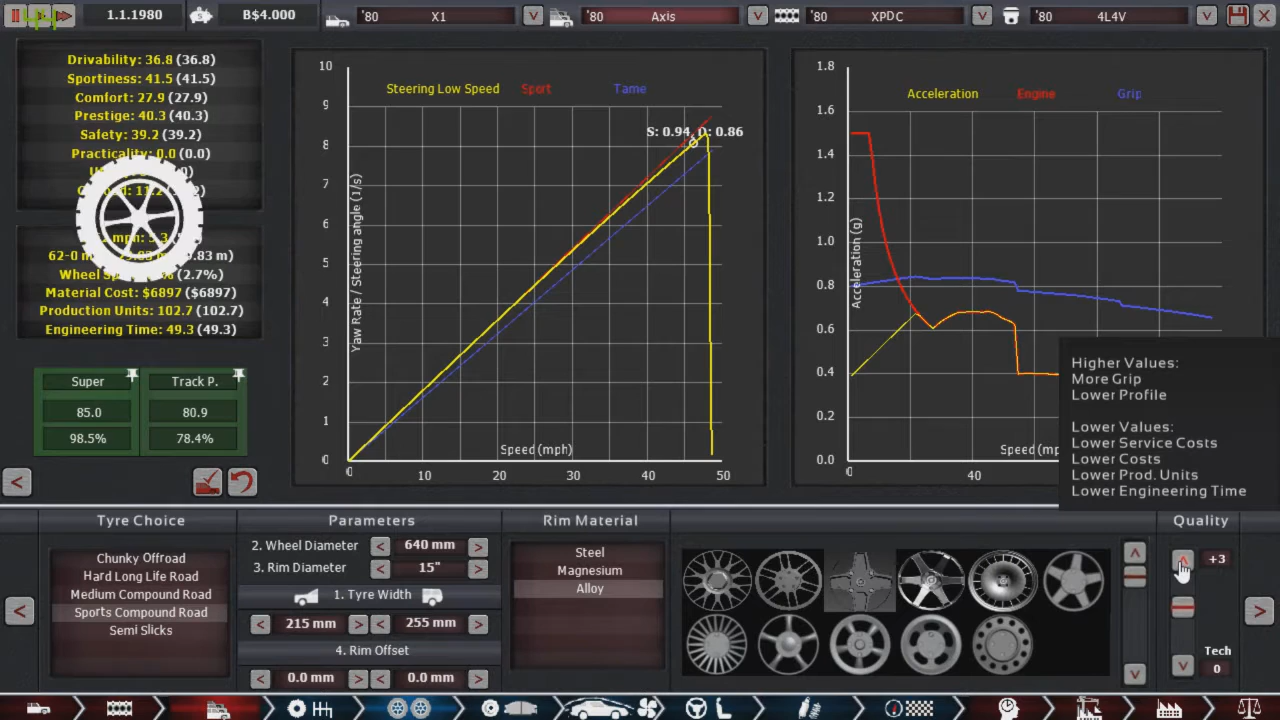 1.1.1980
B$4.000
'80 X1
'80 Axis
'80 XPDC
'80 4L4V
Drivability: 36.8 (36.8)
Sportiness: 41.5 (41.5)
Comfort: 27.9 (27.9)
Prestige: 40.3 (40.3)
Safety: 39.2 (39.2)
Practicality: 0.0 (0.0)
Material Cost: $6897 ($6897)
Production Units: 102.7 (102.7)
Engineering Time: 49.3 (49.3)
Super
Track P.
85.0
80.9
98.5%
78.4%
Steering Low Speed
Sport
Tame
S: 0.94, D: 0.86
Yaw Rate / Steering angle (1/s)
10
9
8
7
6
5
4
3
2
1
0
Speed (mph)
0 10 20 30 40 50
Acceleration
Engine
Grip
Acceleration (g)
1.8
1.6
1.4
1.2
1.0
0.8
0.6
0.4
0.2
0.0
0 40
Higher Values:
More Grip
Lower Profile
Lower Values:
Lower Service Costs
Lower Costs
Lower Prod. Units
Lower Engineering Time
Tyre Choice
Chunky Offroad
Hard Long Life Road
Medium Compound Road
Sports Compound Road
Semi Slicks
Parameters
2. Wheel Diameter < 640 mm >
3. Rim Diameter < 15" >
1. Tyre Width
< 215 mm > < 255 mm >
4. Rim Offset
< 0.0 mm > < 0.0 mm >
Rim Material
Steel
Magnesium
Alloy
Quality
+3
Tech
0